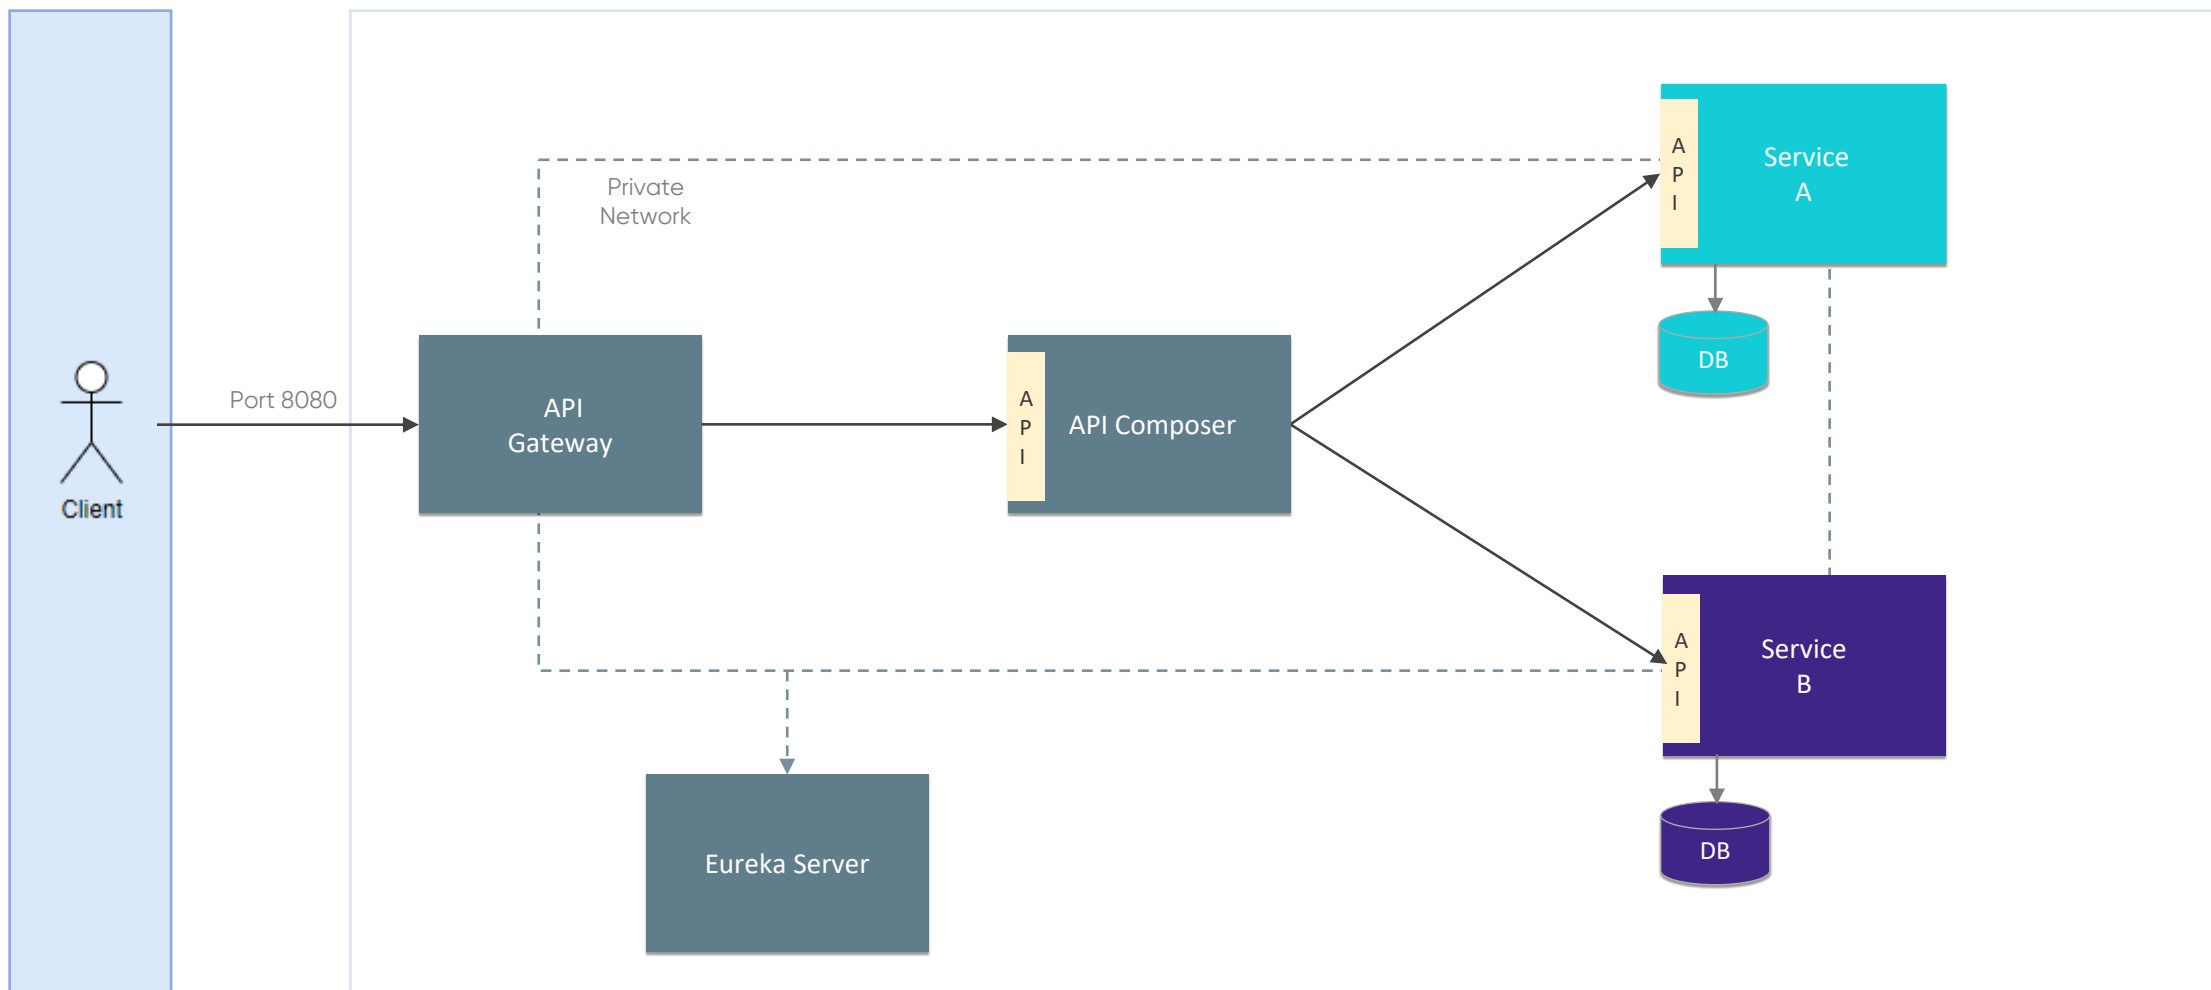 Client
Port 8080
API
Gateway
Private
Network
A
P
I
API Composer
A
P
I
Service
A
DB
A
P
I
Service
B
DB
Eureka Server